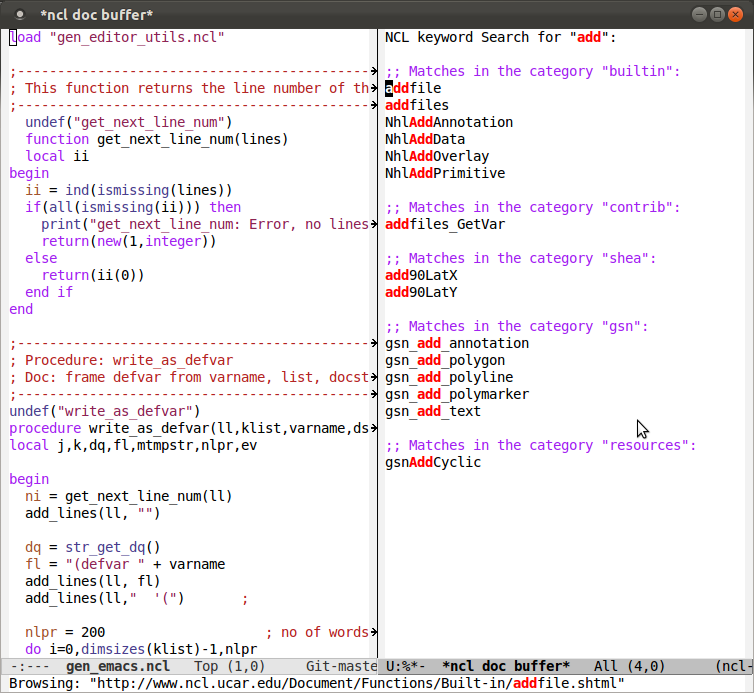 *ncl doc buffer*
load "gen_editor_utils.ncl"
;--------------------------------------------
; This function returns the line number of th
;--------------------------------------------
undef("get_next_line_num")
function get_next_line_num(lines)
local ii
begin
ii = ind(ismissing(lines))
if(all(ismissing(ii))) then
print("get_next_line_num: Error, no lines
return(new(1,integer))
else
return(ii(0))
end if
end
;--------------------------------------------
; Procedure: write_as_defvar
; Doc: frame defvar from varname, list, docst
;--------------------------------------------
undef("write_as_defvar")
procedure write_as_defvar(ll,klist,varname,ds
local j,k,dq,fl,mtmpstr,nlpr,ev
begin
ni = get_next_line_num(ll)
add_lines(ll, "")
dq = str_get_dq()
fl = "(defvar " + varname
add_lines(ll, fl)
add_lines(ll,"  '(")       ;
nlpr = 200                    ; no of words
do i=0,dimsizes(klist)-1,nlpr
-:---  gen_emacs.ncl   Top (1,0)     Git-maste
NCL keyword Search for "add":
;; Matches in the category "builtin":
addfile
addfiles
NhlAddAnnotation
NhlAddData
NhlAddOverlay
NhlAddPrimitive
;; Matches in the category "contrib":
addfiles_GetVar
;; Matches in the category "shea":
add90LatX
add90LatY
;; Matches in the category "gsn":
gsn_add_annotation
gsn_add_polygon
gsn_add_polyline
gsn_add_polymarker
gsn_add_text
;; Matches in the category "resources":
gsnAddCyclic
U:%*-  *ncl doc buffer*   All (4,0)      (ncl-
Browsing: "http://www.ncl.ucar.edu/Document/Functions/Built-in/addfile.shtml"